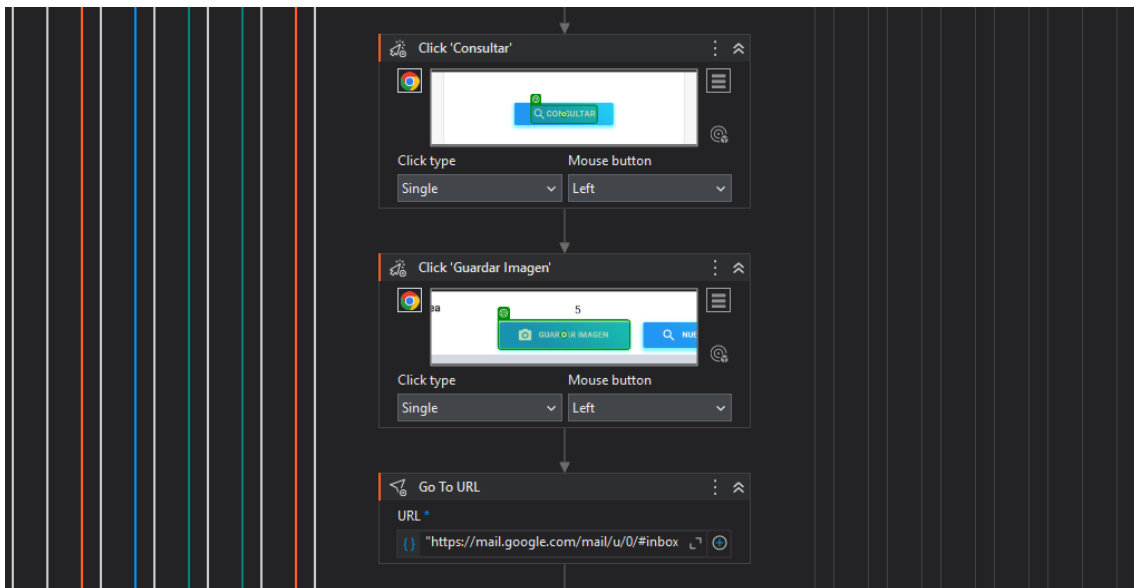 Click 'Consultar'
CONSULTAR
Click type
Mouse button
Single
Left
Click 'Guardar Imagen'
5
GUARDAR IMAGEN
Click type
Mouse button
Single
Left
Go To URL
URL *
"https://mail.google.com/mail/u/0/#inbox